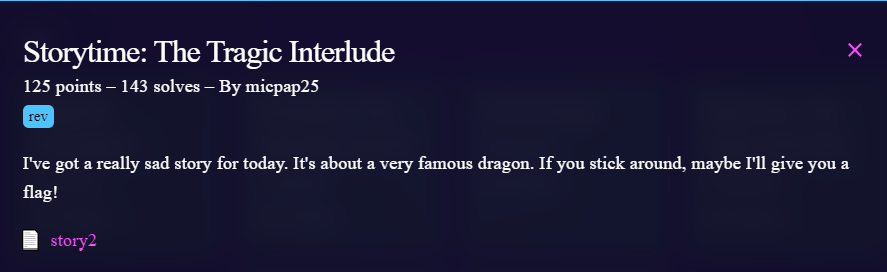 Storytime: The Tragic Interlude
125 points – 143 solves – By micpap25
rev
I've got a really sad story for today. It's about a very famous dragon. If you stick around, maybe I'll give you a
flag!
story2